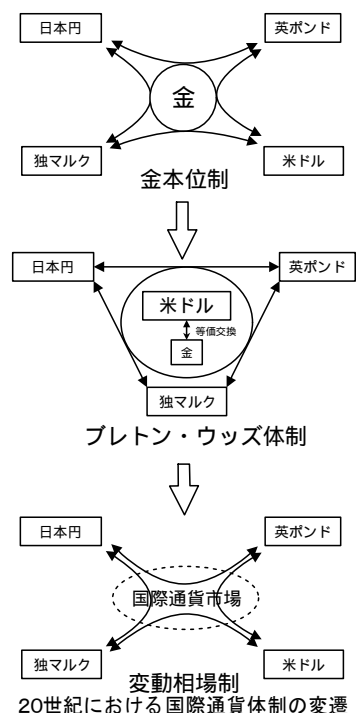 日本円
英ポンド
金
独マルク
米ドル
金本位制
日本円
英ポンド
米ドル
等価交換
金
独マルク
ブレトン・ウッズ体制
日本円
英ポンド
国際通貨市場
独マルク
米ドル
変動相場制
20世紀における国際通貨体制の変遷